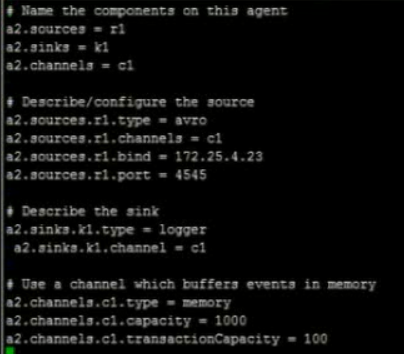 # Name the components on this agent
a2.sources = r1
a2.sinks = k1
a2.channels = c1
# Describe/configure the source
a2.sources.r1.type = avro
a2.sources.r1.channels = c1
a2.sources.r1.bind = 172.25.4.23
a2.sources.r1.port = 4545
# Describe the sink
a2.sinks.k1.type = logger
a2.sinks.k1.channel = c1
# Use a channel which buffers events in memory
a2.channels.c1.type = memory
a2.channels.c1.capacity = 1000
a2.channels.c1.transactionCapacity = 100